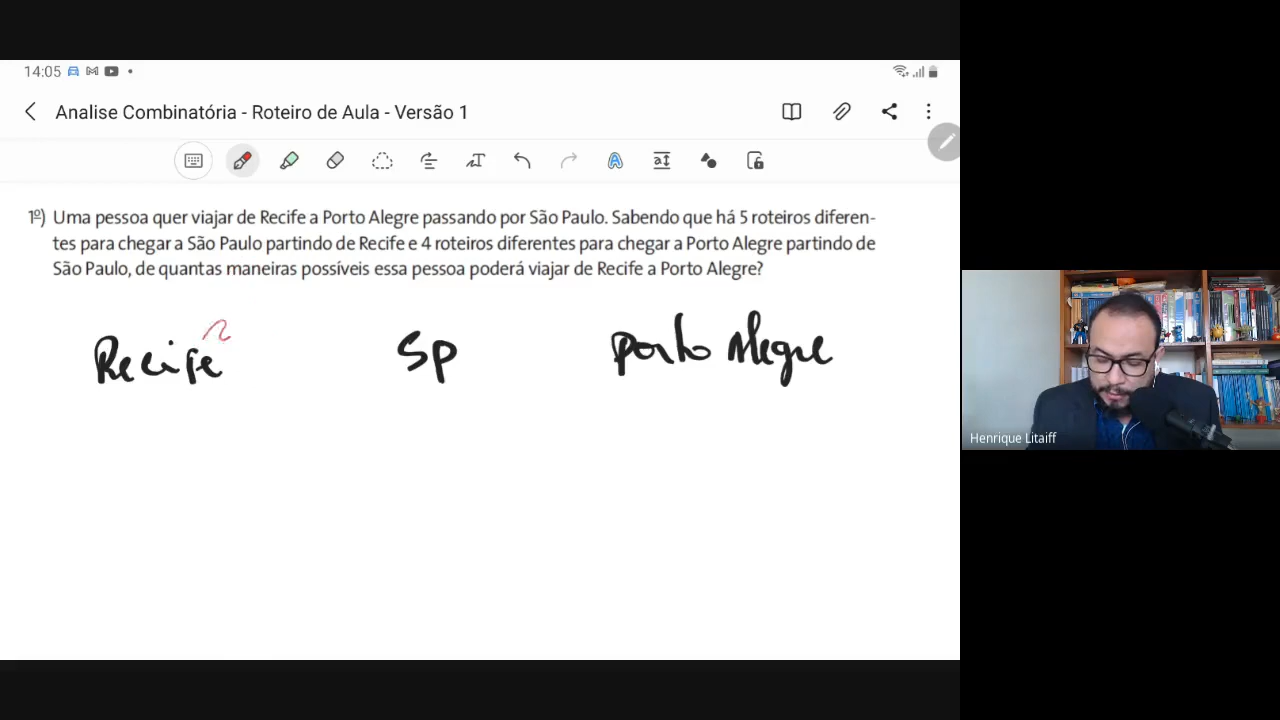 14:05
Analise Combinatória - Roteiro de Aula - Versão 1
1º) Uma pessoa quer viajar de Recife a Porto Alegre passando por São Paulo. Sabendo que há 5 roteiros diferen-
tes para chegar a São Paulo partindo de Recife e 4 roteiros diferentes para chegar a Porto Alegre partindo de
São Paulo, de quantas maneiras possíveis essa pessoa poderá viajar de Recife a Porto Alegre?
Recife SP Porto Alegre
Henrique Litaiff